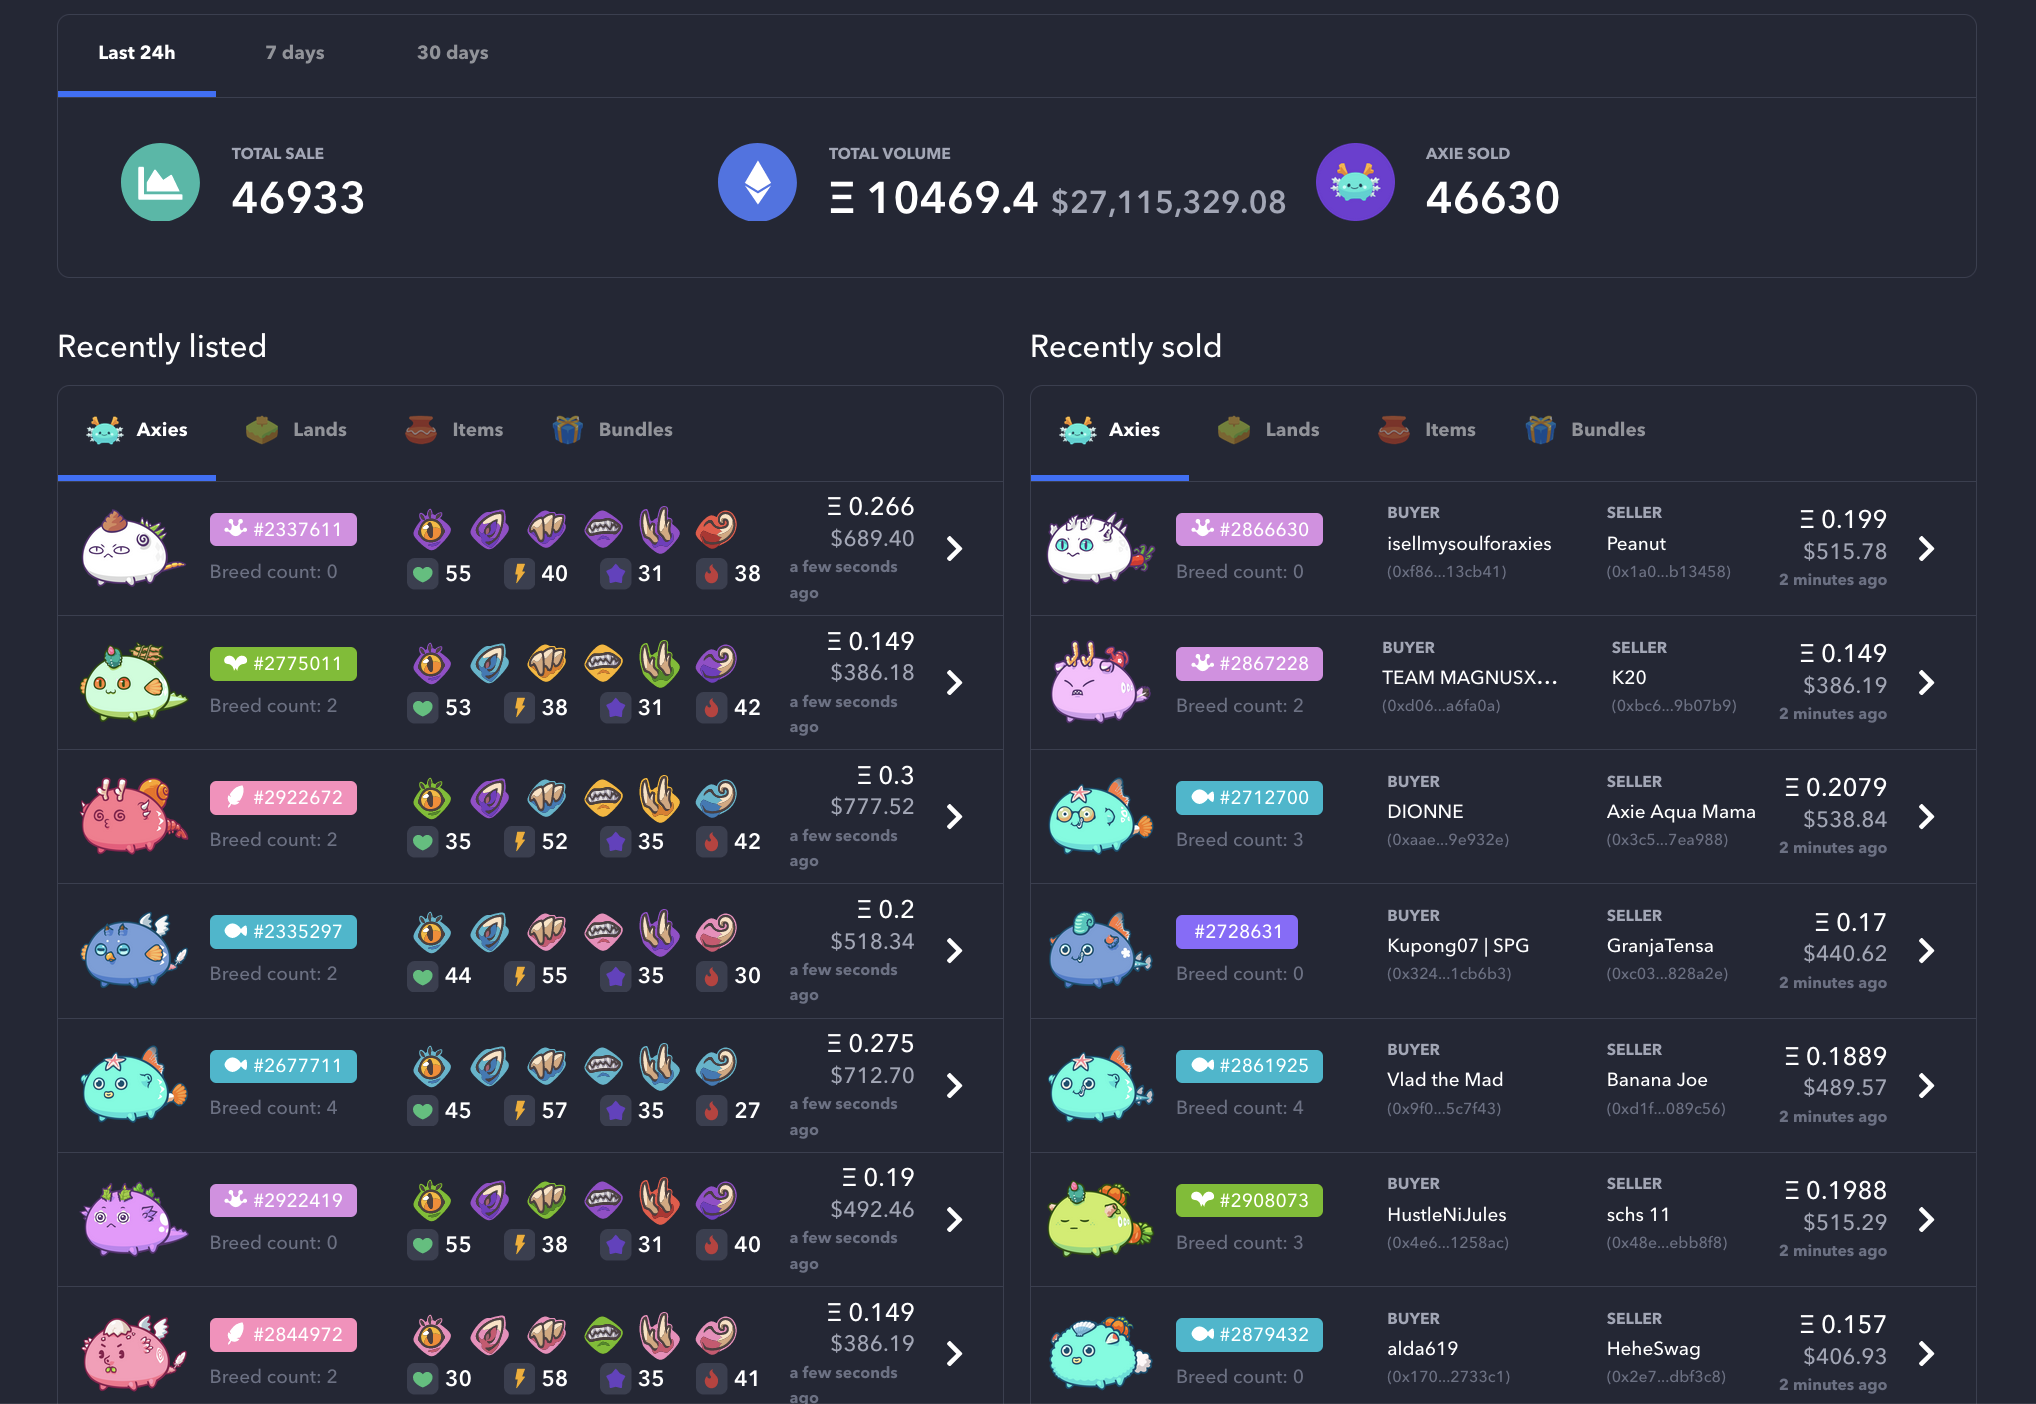 Last 24h 7 days 30 days
TOTAL SALE
46933
TOTAL VOLUME
Ξ 10469.4 $27,115,329.08
AXIE SOLD
46630
Recently listed
Axies Lands Items Bundles
#2337611
Breed count: 0
55 40 31 38
Ξ 0.266
$689.40
a few seconds
ago
#2775011
Breed count: 2
53 38 31 42
Ξ 0.149
$386.18
a few seconds
ago
#2922672
Breed count: 2
35 52 35 42
Ξ 0.3
$777.52
a few seconds
ago
#2335297
Breed count: 2
44 55 35 30
Ξ 0.2
$518.34
a few seconds
ago
#2677711
Breed count: 4
45 57 35 27
Ξ 0.275
$712.70
a few seconds
ago
#2922419
Breed count: 0
55 38 31 40
Ξ 0.19
$492.46
a few seconds
ago
#2844972
Breed count: 2
30 58 35 41
Ξ 0.149
$386.19
a few seconds
ago
Recently sold
Axies Lands Items Bundles
#2866630
Breed count: 0
BUYER
isellmysoulforaxies
(0xf86...13cb41)
SELLER
Peanut
(0x1a0...b13458)
Ξ 0.199
$515.78
2 minutes ago
#2867228
Breed count: 2
BUYER
TEAM MAGNUSX...
(0xd06...a6fa0a)
SELLER
K20
(0xbc6...9b07b9)
Ξ 0.149
$386.19
2 minutes ago
#2712700
Breed count: 3
BUYER
DIONNE
(0xaae...9e932e)
SELLER
Axie Aqua Mama
(0x3c5...7ea988)
Ξ 0.2079
$538.84
2 minutes ago
#2728631
Breed count: 0
BUYER
Kupong07 | SPG
(0x324...1cb6b3)
SELLER
GranjaTensa
(0xc03...828a2e)
Ξ 0.17
$440.62
2 minutes ago
#2861925
Breed count: 4
BUYER
Vlad the Mad
(0x9f0...5c7f43)
SELLER
Banana Joe
(0xd1f...089c56)
Ξ 0.1889
$489.57
2 minutes ago
#2908073
Breed count: 3
BUYER
HustleNiJules
(0x4e6...1258ac)
SELLER
schs 11
(0x48e...ebb8f8)
Ξ 0.1988
$515.29
2 minutes ago
#2879432
Breed count: 0
BUYER
alda619
(0x170...2733c1)
SELLER
HeheSwag
(0x2e7...dbf3c8)
Ξ 0.157
$406.93
2 minutes ago